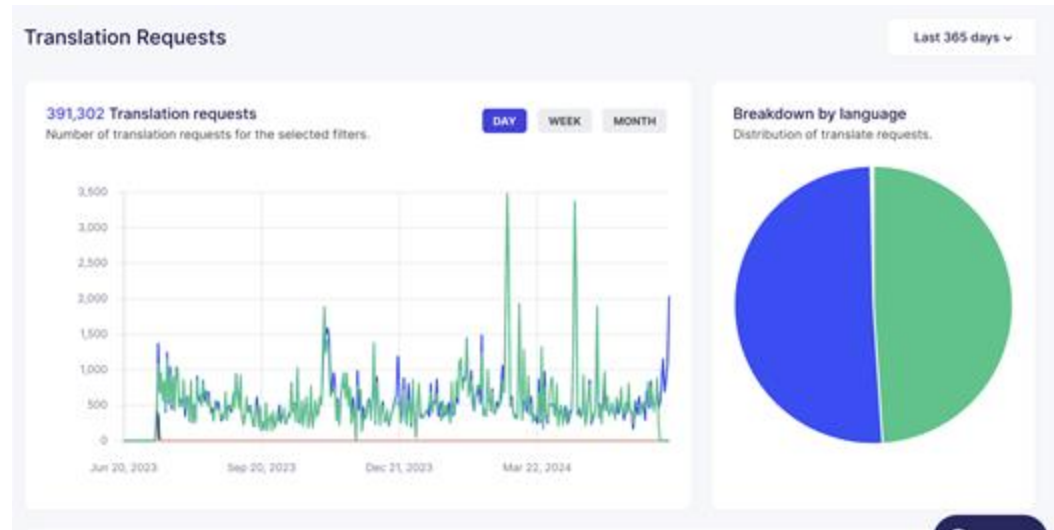 Translation Requests
Last 365 days
391,302 Translation requests
Number of translation requests for the selected filters.
DAY WEEK MONTH
3,500
3,000
2,500
2,000
1,500
1,000
500
0
Jun 20, 2023 Sep 20, 2023 Dec 21, 2023 Mar 22, 2024
Breakdown by language
Distribution of translate requests.